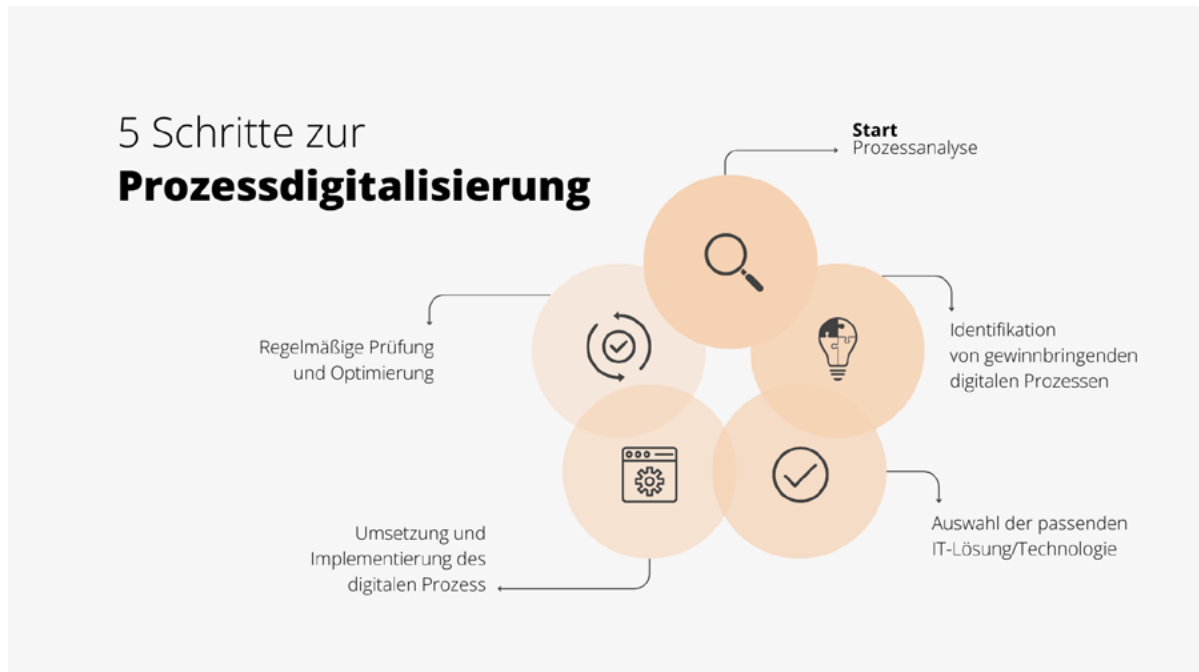 5 Schritte zur
Prozessdigitalisierung
Start
Prozessanalyse
Identifikation
von gewinnbringenden
digitalen Prozessen
Auswahl der passenden
IT-Lösung/Technologie
Umsetzung und
Implementierung des
digitalen Prozess
Regelmäßige Prüfung
und Optimierung